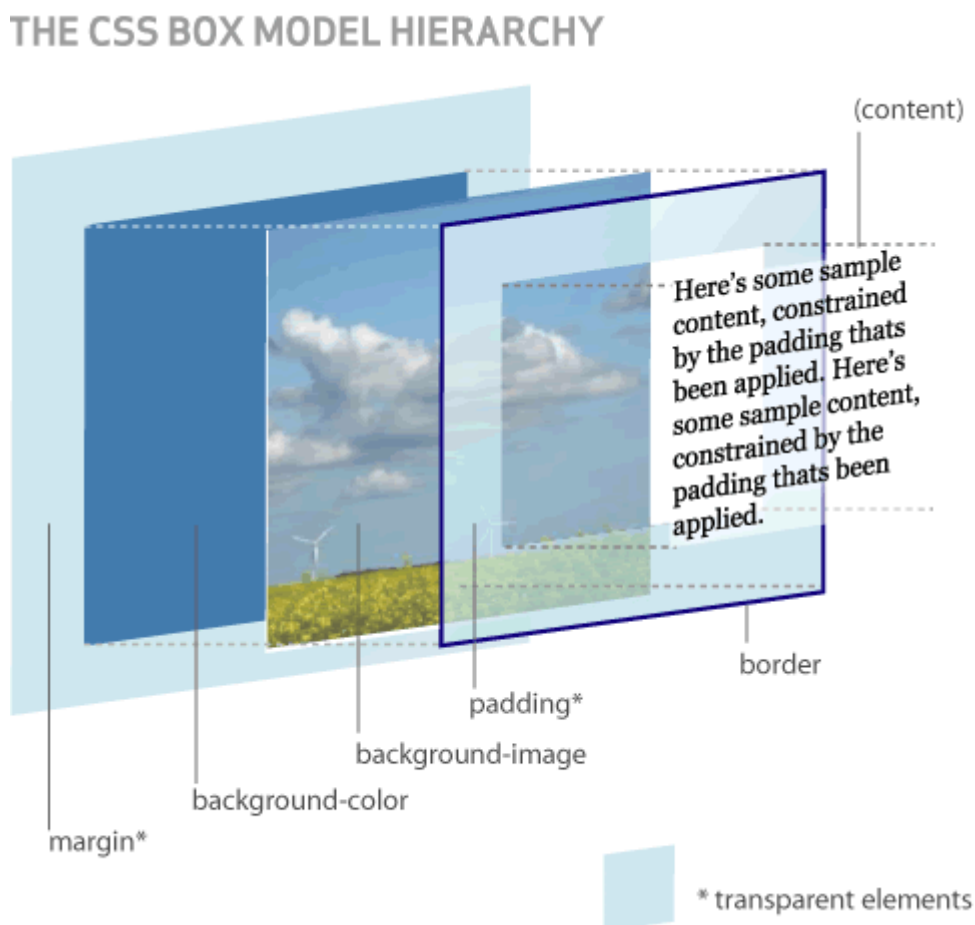 THE CSS BOX MODEL HIERARCHY
(content)
Here's some sample
content, constrained
by the padding thats
been applied. Here's
some sample content,
constrained by the
padding thats been
applied.
border
padding*
background-image
background-color
margin*
* transparent elements